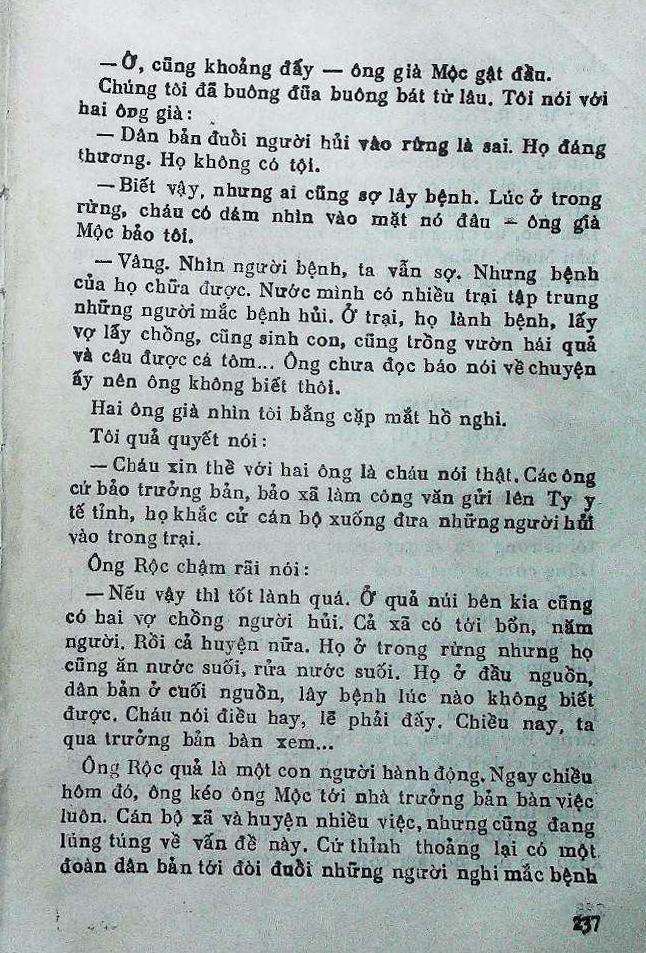 — Ờ, cũng khoảng đấy — ông già Mộc gật đầu.
Chúng tôi đã buông đũa buông bát từ lâu. Tôi nói với
hai ông già :
— Dân bản đuổi người hủi vào rừng là sai. Họ đáng
thương. Họ không có tội.
— Biết vậy, nhưng ai cũng sợ lây bệnh. Lúc ở trong
rừng, cháu có dám nhìn vào mặt nó đâu — ông già
Mộc bảo tôi.
— Vâng. Nhìn người bệnh, ta vẫn sợ. Nhưng bệnh
của họ chữa được. Nước mình có nhiều trại tập trung
những người mắc bệnh hủi. Ở trại, họ lành bệnh, lấy
vợ lấy chồng, cũng sinh con, cũng trồng vườn hái quả
và câu được cá tôm... Ông chưa đọc báo nói về chuyện
ấy nên ông không biết thôi.
Hai ông già nhìn tôi bằng cặp mắt hồ nghi.
Tôi quả quyết nói :
— Cháu xin thề với hai ông là cháu nói thật. Các ông
cứ bảo trưởng bản, bảo xã làm công văn gửi lên Ty y
tế tỉnh, họ khắc cử cán bộ xuống đưa những người hủi
vào trong trại.
Ông Rộc chậm rãi nói :
— Nếu vậy thì tốt lành quá. Ở quả núi bên kia cũng
có hai vợ chồng người hủi. Cả xã có tới bốn, năm
người. Rồi cả huyện nữa. Họ ở trong rừng nhưng họ
cũng ăn nước suối, rửa nước suối. Họ ở đầu nguồn,
dân bản ở cuối nguồn, lây bệnh lúc nào không biết
được. Cháu nói điều hay, lẽ phải đấy. Chiều nay, ta
qua trưởng bản bàn xem...
Ông Rộc quả là một con người hành động. Ngay chiều
hôm đó, ông kéo ông Mộc tới nhà trưởng bản bàn việc
luôn. Cán bộ xã và huyện nhiều việc, nhưng cũng đang
lúng túng về vấn đề này. Cứ thỉnh thoảng lại có một
đoàn dân bản tới đòi đuổi những người nghi mắc bệnh
237